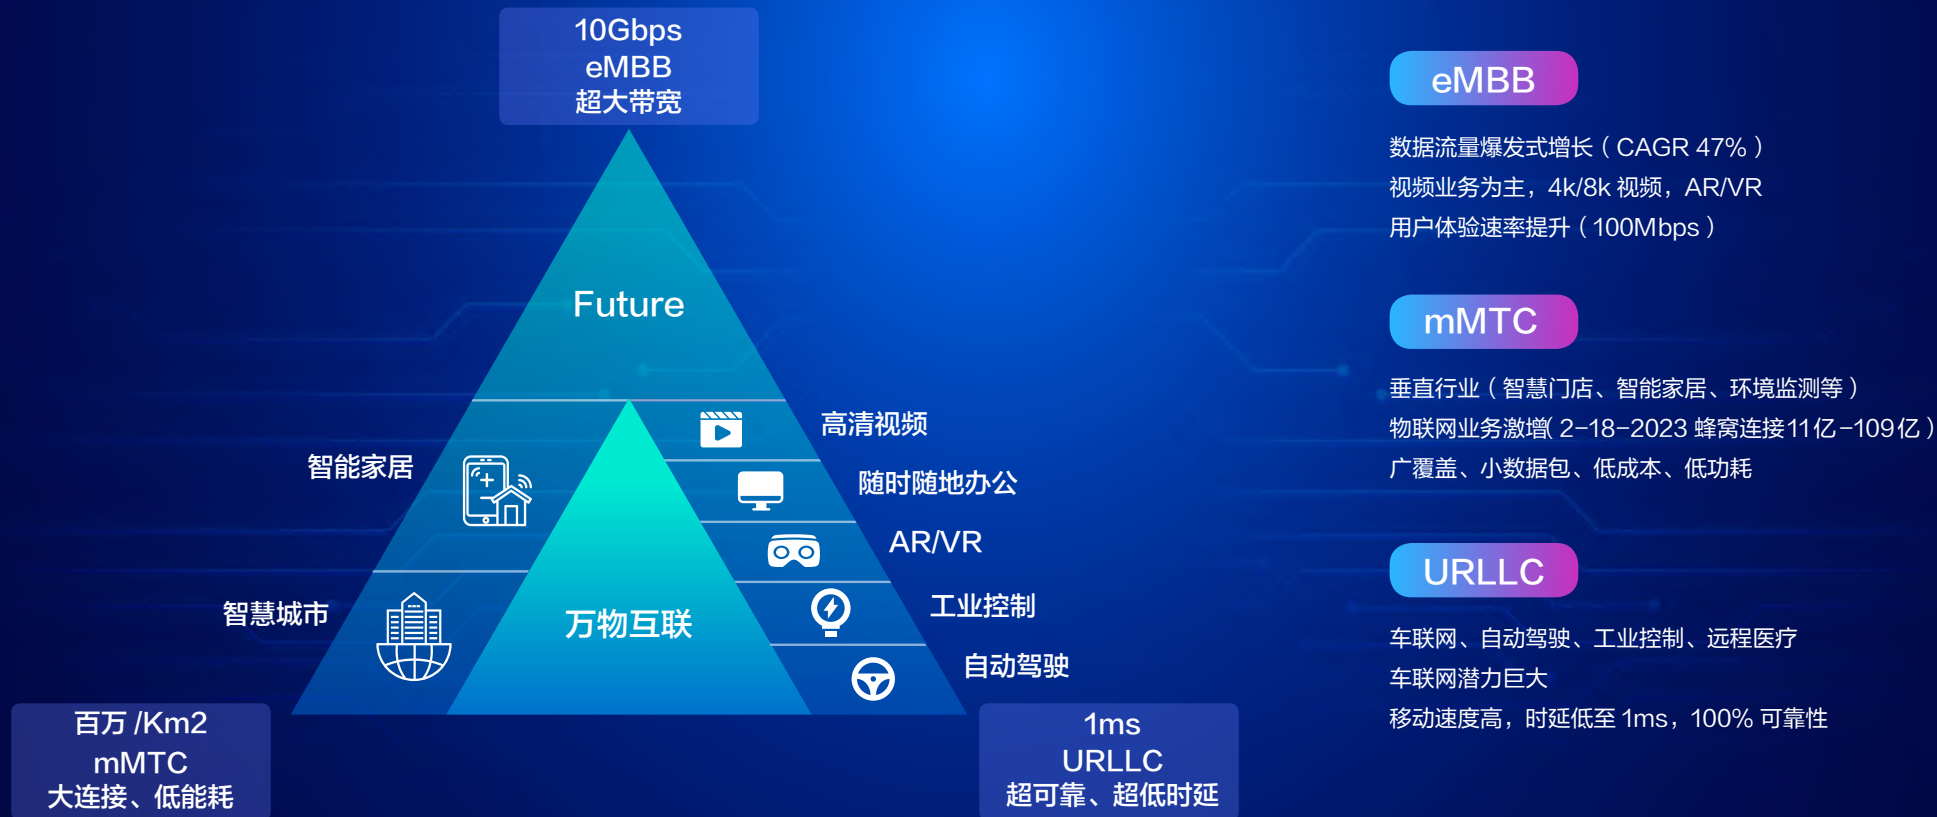 10Gbps
eMBB
超大带宽
Future
高清视频
智能家居
随时随地办公
AR/VR
工业控制
智慧城市
万物互联
自动驾驶
百万 /Km2
mMTC
大连接、低能耗
1ms
URLLC
超可靠、超低时延
eMBB
数据流量爆发式增长（CAGR 47%）
视频业务为主，4k/8k 视频，AR/VR
用户体验速率提升（100Mbps）
mMTC
垂直行业（智慧门店、智能家居、环境监测等）
物联网业务激增（2-18-2023 蜂窝连接11亿-109亿）
广覆盖、小数据包、低成本、低功耗
URLLC
车联网、自动驾驶、工业控制、远程医疗
车联网潜力巨大
移动速度高，时延低至 1ms，100% 可靠性